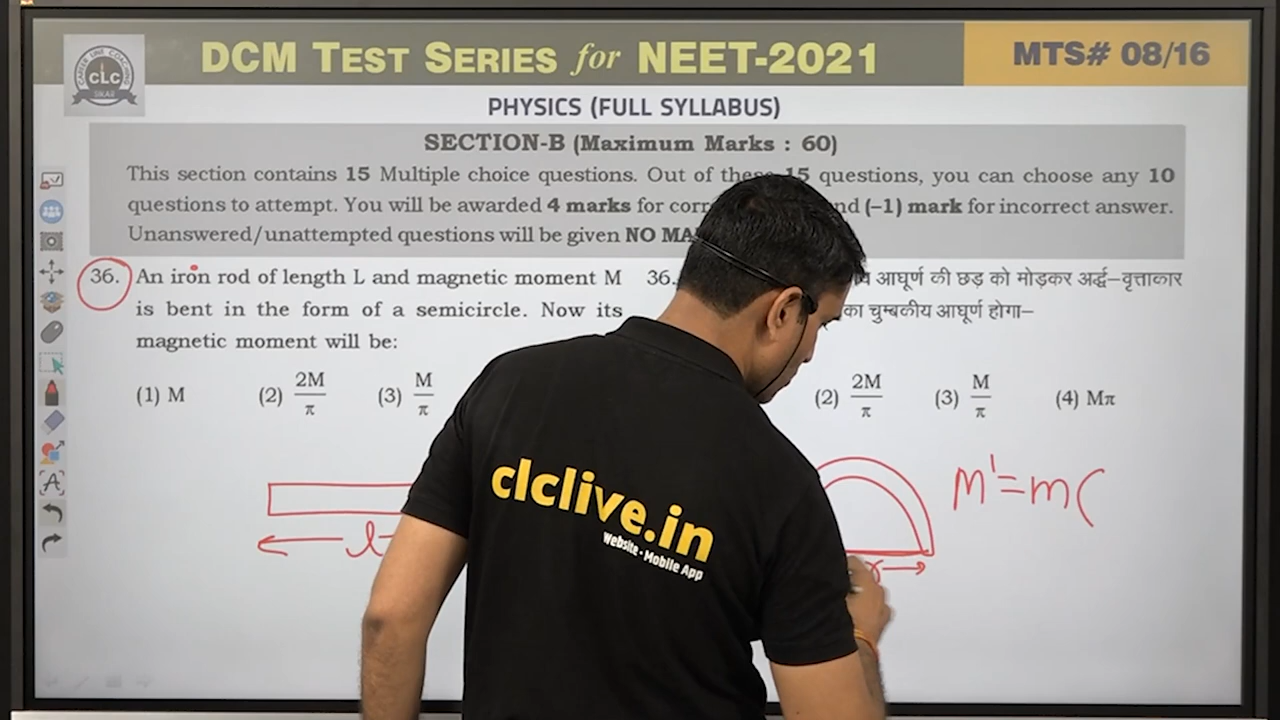 CAREER LINE COACHING
CLC
SIKAR
DCM TEST SERIES for NEET-2021
MTS# 08/16
PHYSICS (FULL SYLLABUS)
SECTION-B (Maximum Marks : 60)
This section contains 15 Multiple choice questions. Out of these 15 questions, you can choose any 10
questions to attempt. You will be awarded 4 marks for and (–1) mark for incorrect answer.
Unanswered/unattempted questions will be given NO
36. An iron rod of length L and magnetic moment M
is bent in the form of a semicircle. Now its
magnetic moment will be:
(1) M (2) 2M/π (3) M/π
36.
आघूर्ण की छड़ को मोड़कर अर्द्ध–वृत्ताकार
का चुम्बकीय आघूर्ण होगा–
(2) 2M/π (3) M/π (4) Mπ
l
M'=m(
r
clclive.in
Website - Mobile App